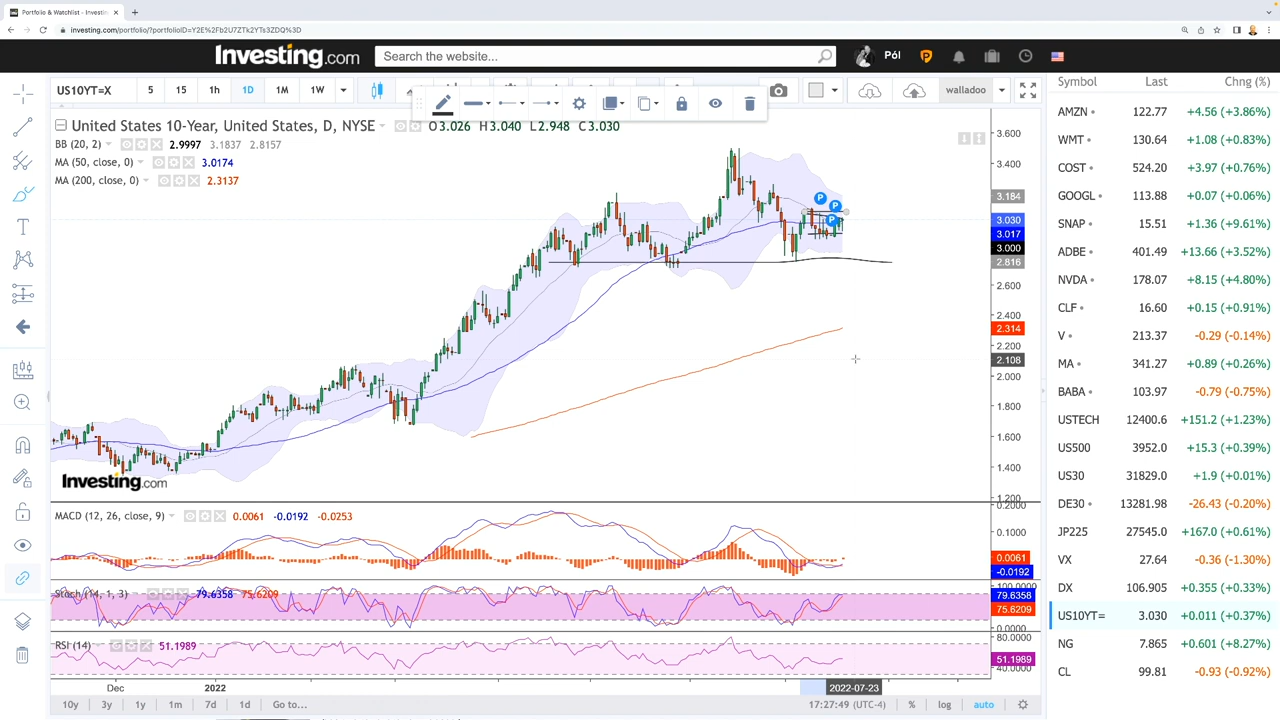 Portfolio & Watchlist - Investin
investing.com/portfolio/?portfolioID=Y2E%2Fb2U7ZTk2YTs3ZDQ%3D
Investing.com
Search the website...
Pól
US10YT=X 5 15 1h 1D 1M 1W
walladoo
United States 10-Year, United States, D, NYSE
O 3.026 H 3.040 L 2.948 C 3.030
BB (20, 2) 2.9997 3.1837 2.8157
MA (50, close, 0) 3.0174
MA (200, close, 0) 2.3137
P
P
P
3.600
3.400
3.184
3.030
3.017
3.000
2.816
2.600
2.400
2.314
2.200
2.108
2.000
1.800
1.600
1.400
1.200
Investing.com
MACD (12, 26, close, 9) 0.0061 -0.0192 -0.0253
0.2000
0.1000
0.0061
-0.0192
Stoch (14, 1, 3) 79.6358 75.6209
100.0000
79.6358
75.6209
0.0000
RSI (14) 51.1989
80.0000
51.1989
40.0000
Dec 2022 2022-07-23
10y 3y 1y 1m 7d 1d Go to...
17:27:49 (UTC-4) % log auto
Symbol Last Chng (%)
AMZN 122.77 +4.56 (+3.86%)
WMT 130.64 +1.08 (+0.83%)
COST 524.20 +3.97 (+0.76%)
GOOGL 113.88 +0.07 (+0.06%)
SNAP 15.51 +1.36 (+9.61%)
ADBE 401.49 +13.66 (+3.52%)
NVDA 178.07 +8.15 (+4.80%)
CLF 16.60 +0.15 (+0.91%)
V 213.37 -0.29 (-0.14%)
MA 341.27 +0.89 (+0.26%)
BABA 103.97 -0.79 (-0.75%)
USTECH 12400.6 +151.2 (+1.23%)
US500 3952.0 +15.3 (+0.39%)
US30 31829.0 +1.9 (+0.01%)
DE30 13281.98 -26.43 (-0.20%)
JP225 27545.0 +167.0 (+0.61%)
VX 27.64 -0.36 (-1.30%)
DX 106.905 +0.355 (+0.33%)
US10YT= 3.030 +0.011 (+0.37%)
NG 7.865 +0.601 (+8.27%)
CL 99.81 -0.93 (-0.92%)